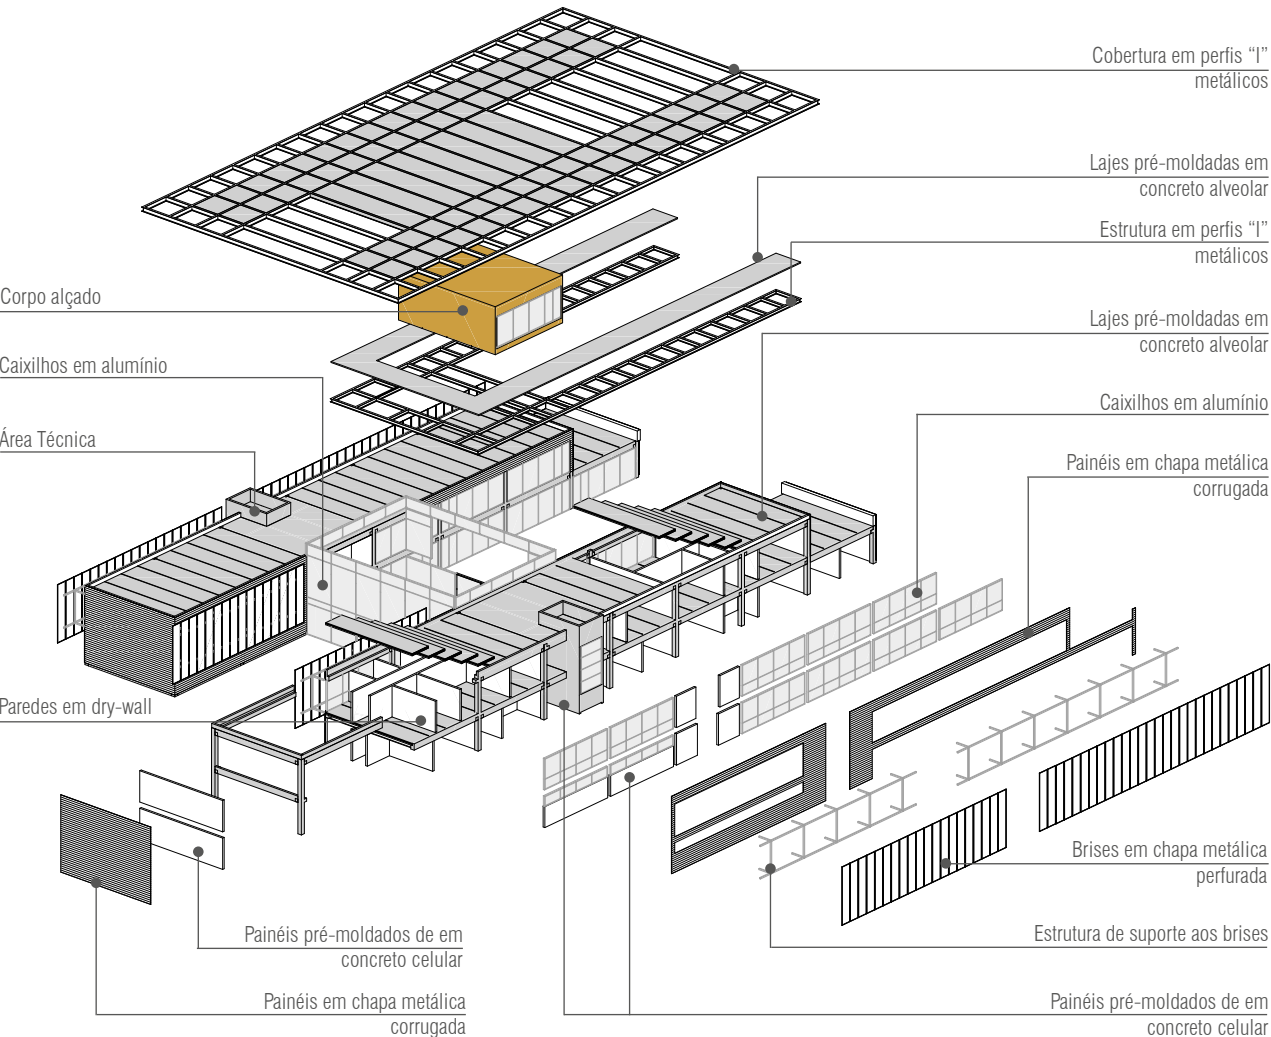 Cobertura em perfis “I”
metálicos
Lajes pré-moldadas em
concreto alveolar
Estrutura em perfis “I”
metálicos
Corpo alçado
Lajes pré-moldadas em
concreto alveolar
Caixilhos em alumínio
Caixilhos em alumínio
Área Técnica
Painéis em chapa metálica
corrugada
Paredes em dry-wall
Brises em chapa metálica
perfurada
Painéis pré-moldados de em
concreto celular
Estrutura de suporte aos brises
Painéis em chapa metálica
corrugada
Painéis pré-moldados de em
concreto celular